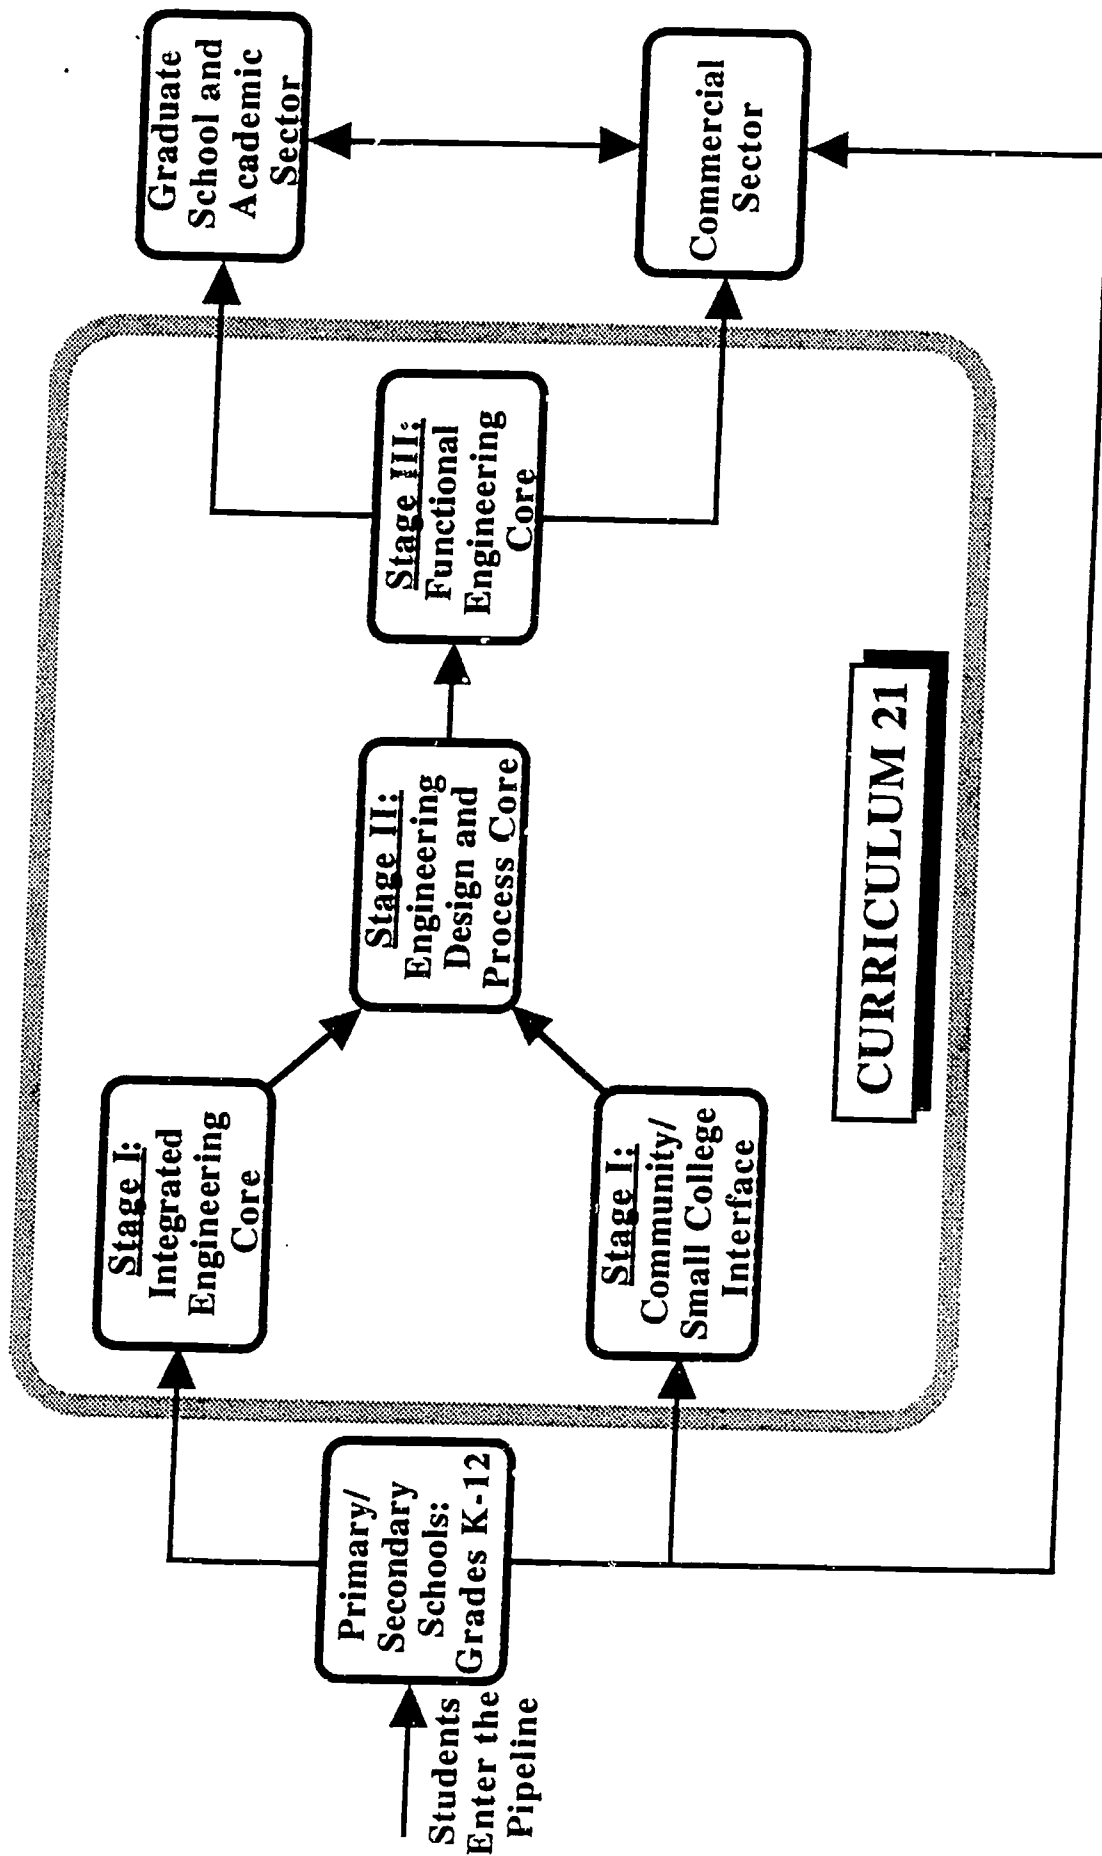 Students
Enter the
Pipeline
Primary/
Secondary
Schools:
Grades K-12
Stage I:
Integrated
Engineering
Core
Stage I:
Community/
Small College
Interface
Stage II:
Engineering
Design and
Process Core
Stage III:
Functional
Engineering
Core
Graduate
School and
Academic
Sector
Commercial
Sector
CURRICULUM 21